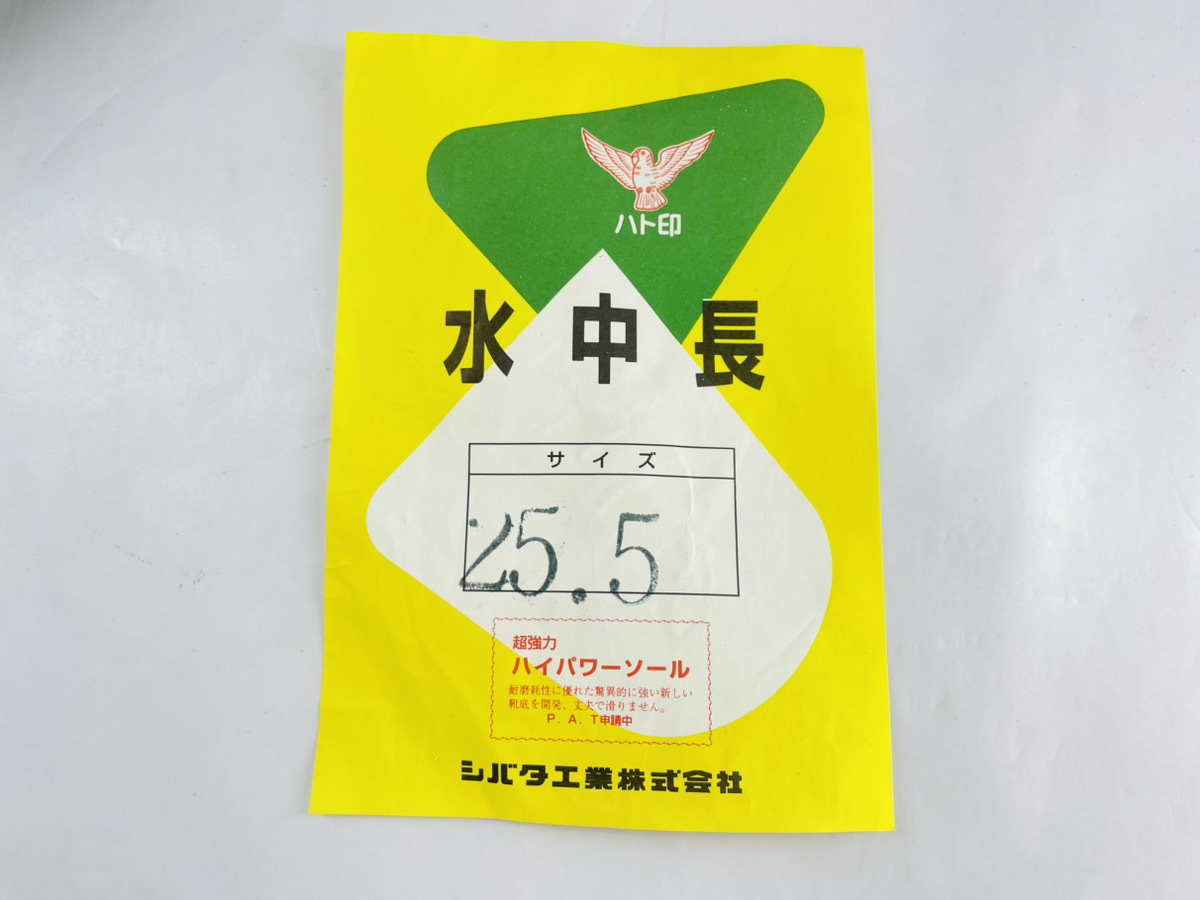 ハト印
水中長
サイズ
25.5
超強力
ハイパワーソール
耐磨耗性に優れた驚異的に強い新しい
靴底を開発、丈夫で滑りません。
P.A.T申請中
シバタ工業株式会社